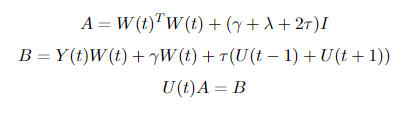 A = W(t)^T W(t) + (γ + λ + 2τ)I
B = Y(t)W(t) + γW(t) + τ(U(t − 1) + U(t + 1))
U(t)A = B